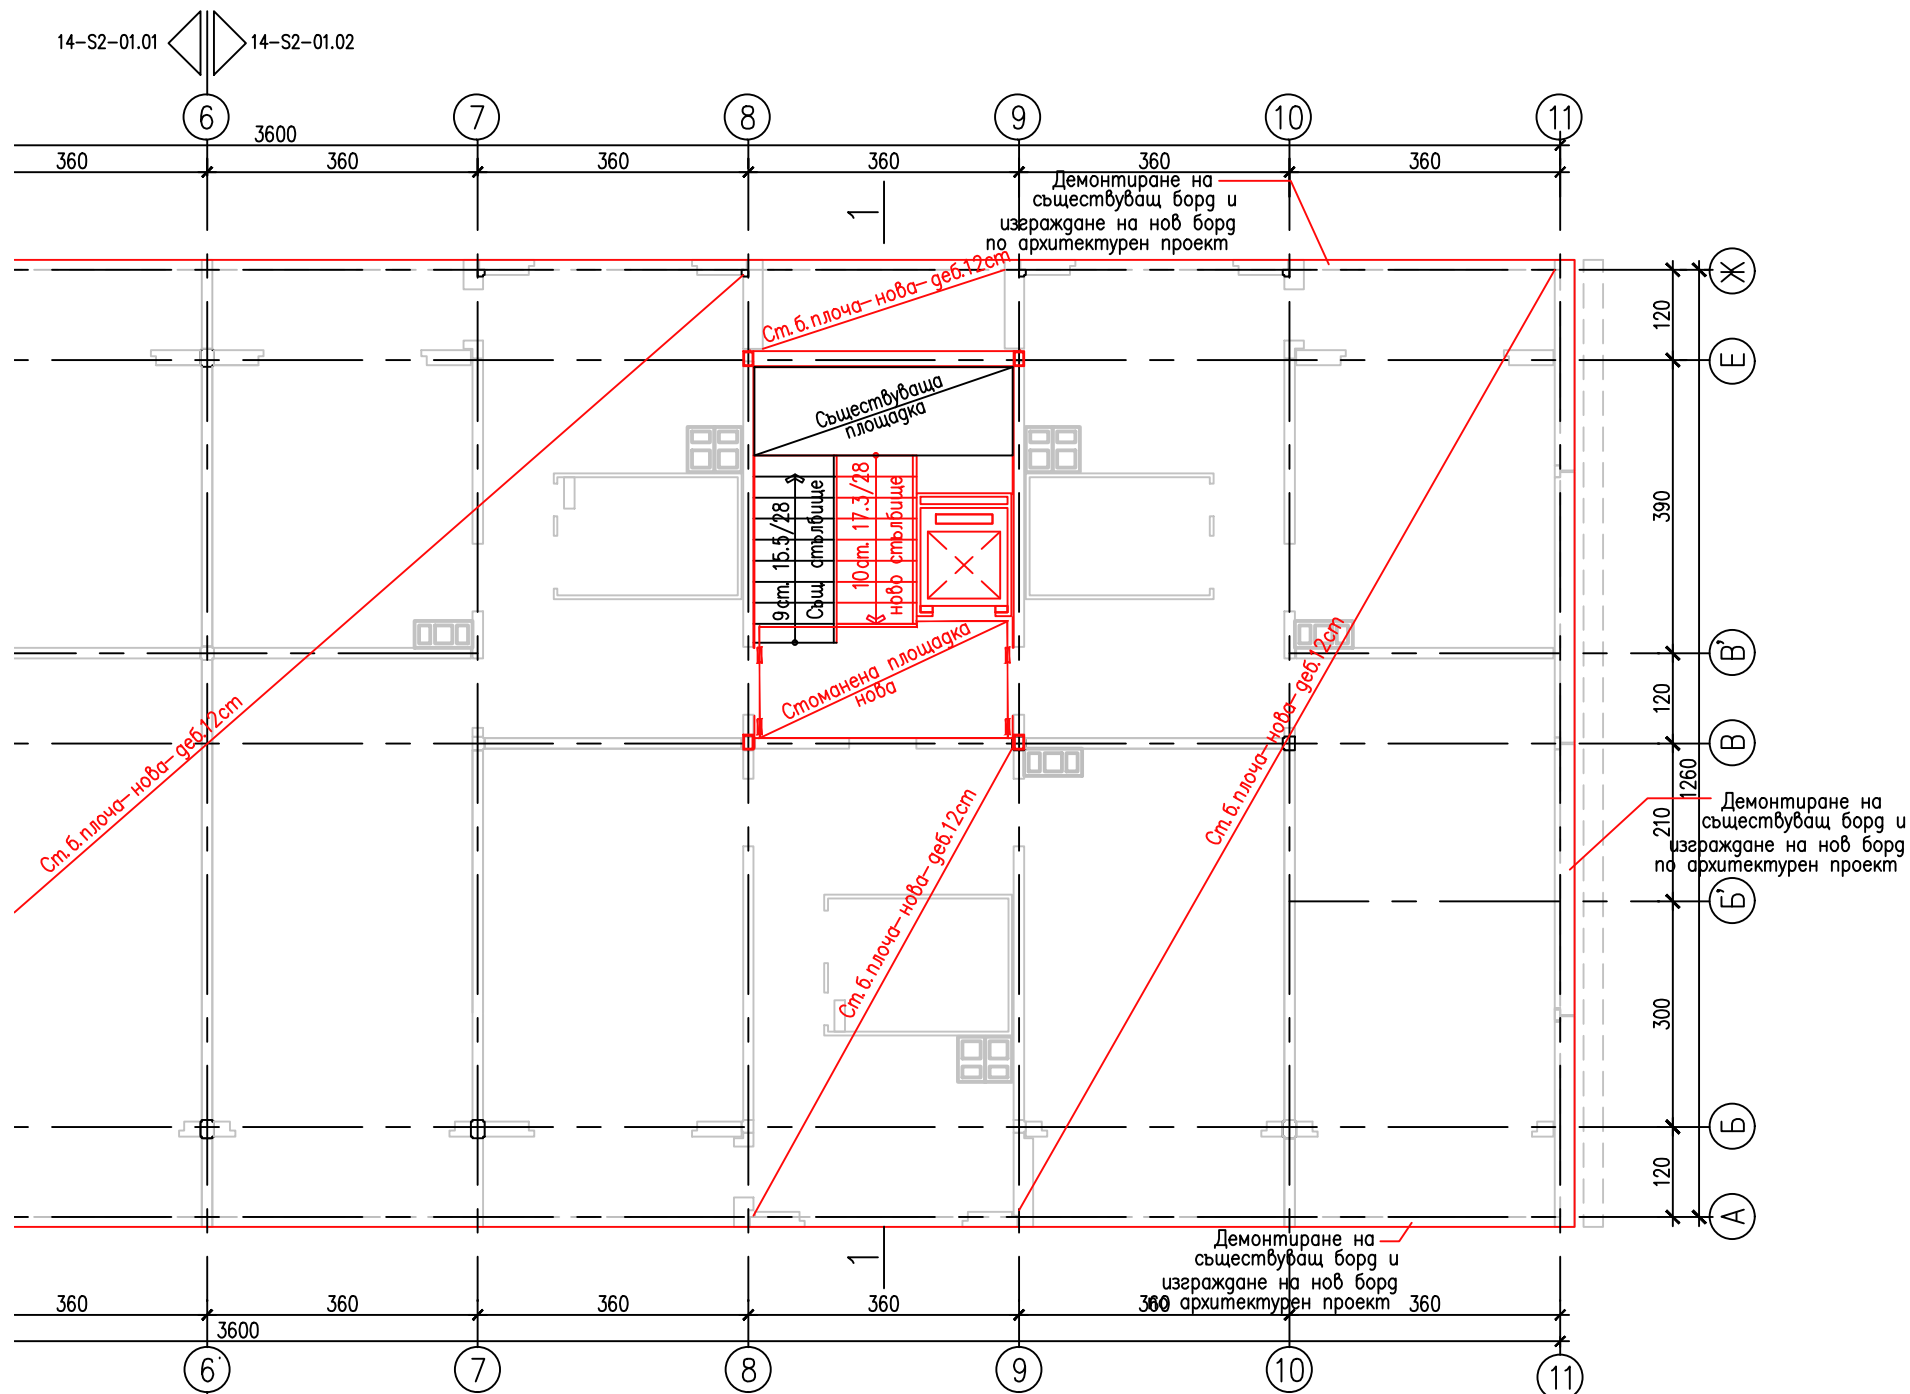 14-S2-01.01
14-S2-01.02
6
7
8
9
10
11
3600
360
360
360
360
360
360
Демонтиране на
съществуващ борд и
изграждане на нов борд
по архитектурен проект
1
Ст.б.плоча-нова-деб.12cm
Ж
120
Е
Съществуваща
площадка
390
9ст. 15.5/28
Същ. стълбище
10ст. 17.3/28
ново стълбище
В'
Стоманена площадка
нова
120
В
Ст.б.плоча-нова-деб.12cm
Ст.б.плоча-нова-деб.12cm
Ст.б.плоча-нова-деб.12cm
1260
210
Демонтиране на
съществуващ борд и
изграждане на нов борд
по архитектурен проект
Б'
300
Б
120
А
1
Демонтиране на
съществуващ борд и
изграждане на нов борд
по архитектурен проект
360
360
360
360
360
360
3600
6
7
8
9
10
11